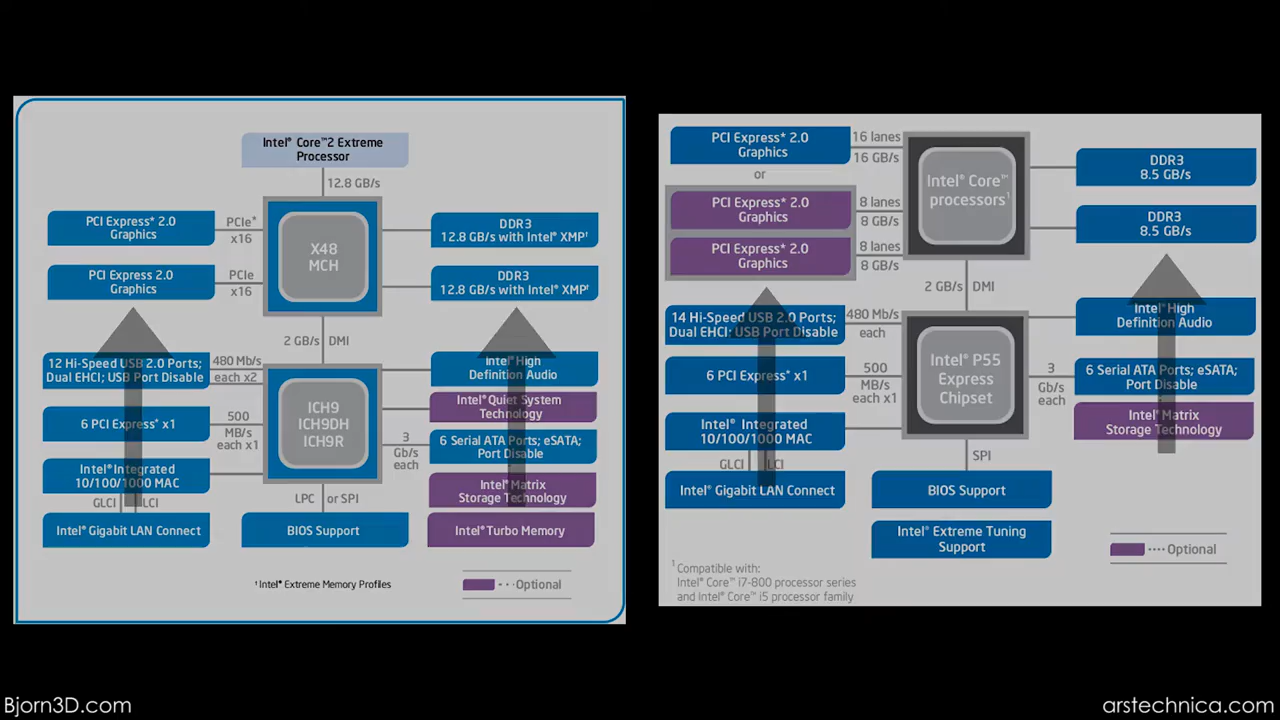 Intel® Core™2 Extreme
Processor
12.8 GB/s
PCI Express* 2.0
Graphics
PCIe*
x16
X48
MCH
DDR3
12.8 GB/s with Intel® XMP¹
PCI Express 2.0
Graphics
PCIe
x16
DDR3
12.8 GB/s with Intel® XMP¹
2 GB/s
DMI
12 Hi-Speed USB 2.0 Ports;
Dual EHCI; USB Port Disable
480 Mb/s
each x2
ICH9
ICH9DH
ICH9R
Intel® High
Definition Audio
Intel® Quiet System
Technology
6 PCI Express* x1
500
MB/s
each x1
3
Gb/s
each
6 Serial ATA Ports; eSATA;
Port Disable
Intel® Integrated
10/100/1000 MAC
GLCI
LCI
Intel® Matrix
Storage Technology
LPC or SPI
Intel® Gigabit LAN Connect
BIOS Support
Intel® Turbo Memory
¹Intel® Extreme Memory Profiles
Optional
PCI Express* 2.0
Graphics
16 lanes
16 GB/s
or
PCI Express* 2.0
Graphics
8 lanes
8 GB/s
PCI Express* 2.0
Graphics
8 lanes
8 GB/s
Intel® Core™
processors¹
DDR3
8.5 GB/s
DDR3
8.5 GB/s
2 GB/s
DMI
14 Hi-Speed USB 2.0 Ports;
Dual EHCI; USB Port Disable
480 Mb/s
each
Intel® P55
Express
Chipset
Intel® High
Definition Audio
6 PCI Express* x1
500
MB/s
each x1
3
Gb/s
each
6 Serial ATA Ports; eSATA;
Port Disable
Intel® Integrated
10/100/1000 MAC
GLCI
LCI
Intel® Matrix
Storage Technology
SPI
Intel® Gigabit LAN Connect
BIOS Support
Intel® Extreme Tuning
Support
Optional
¹Compatible with:
Intel® Core™ i7-800 processor series
and Intel® Core™ i5 processor family
Bjorn3D.com
arstechnica.com